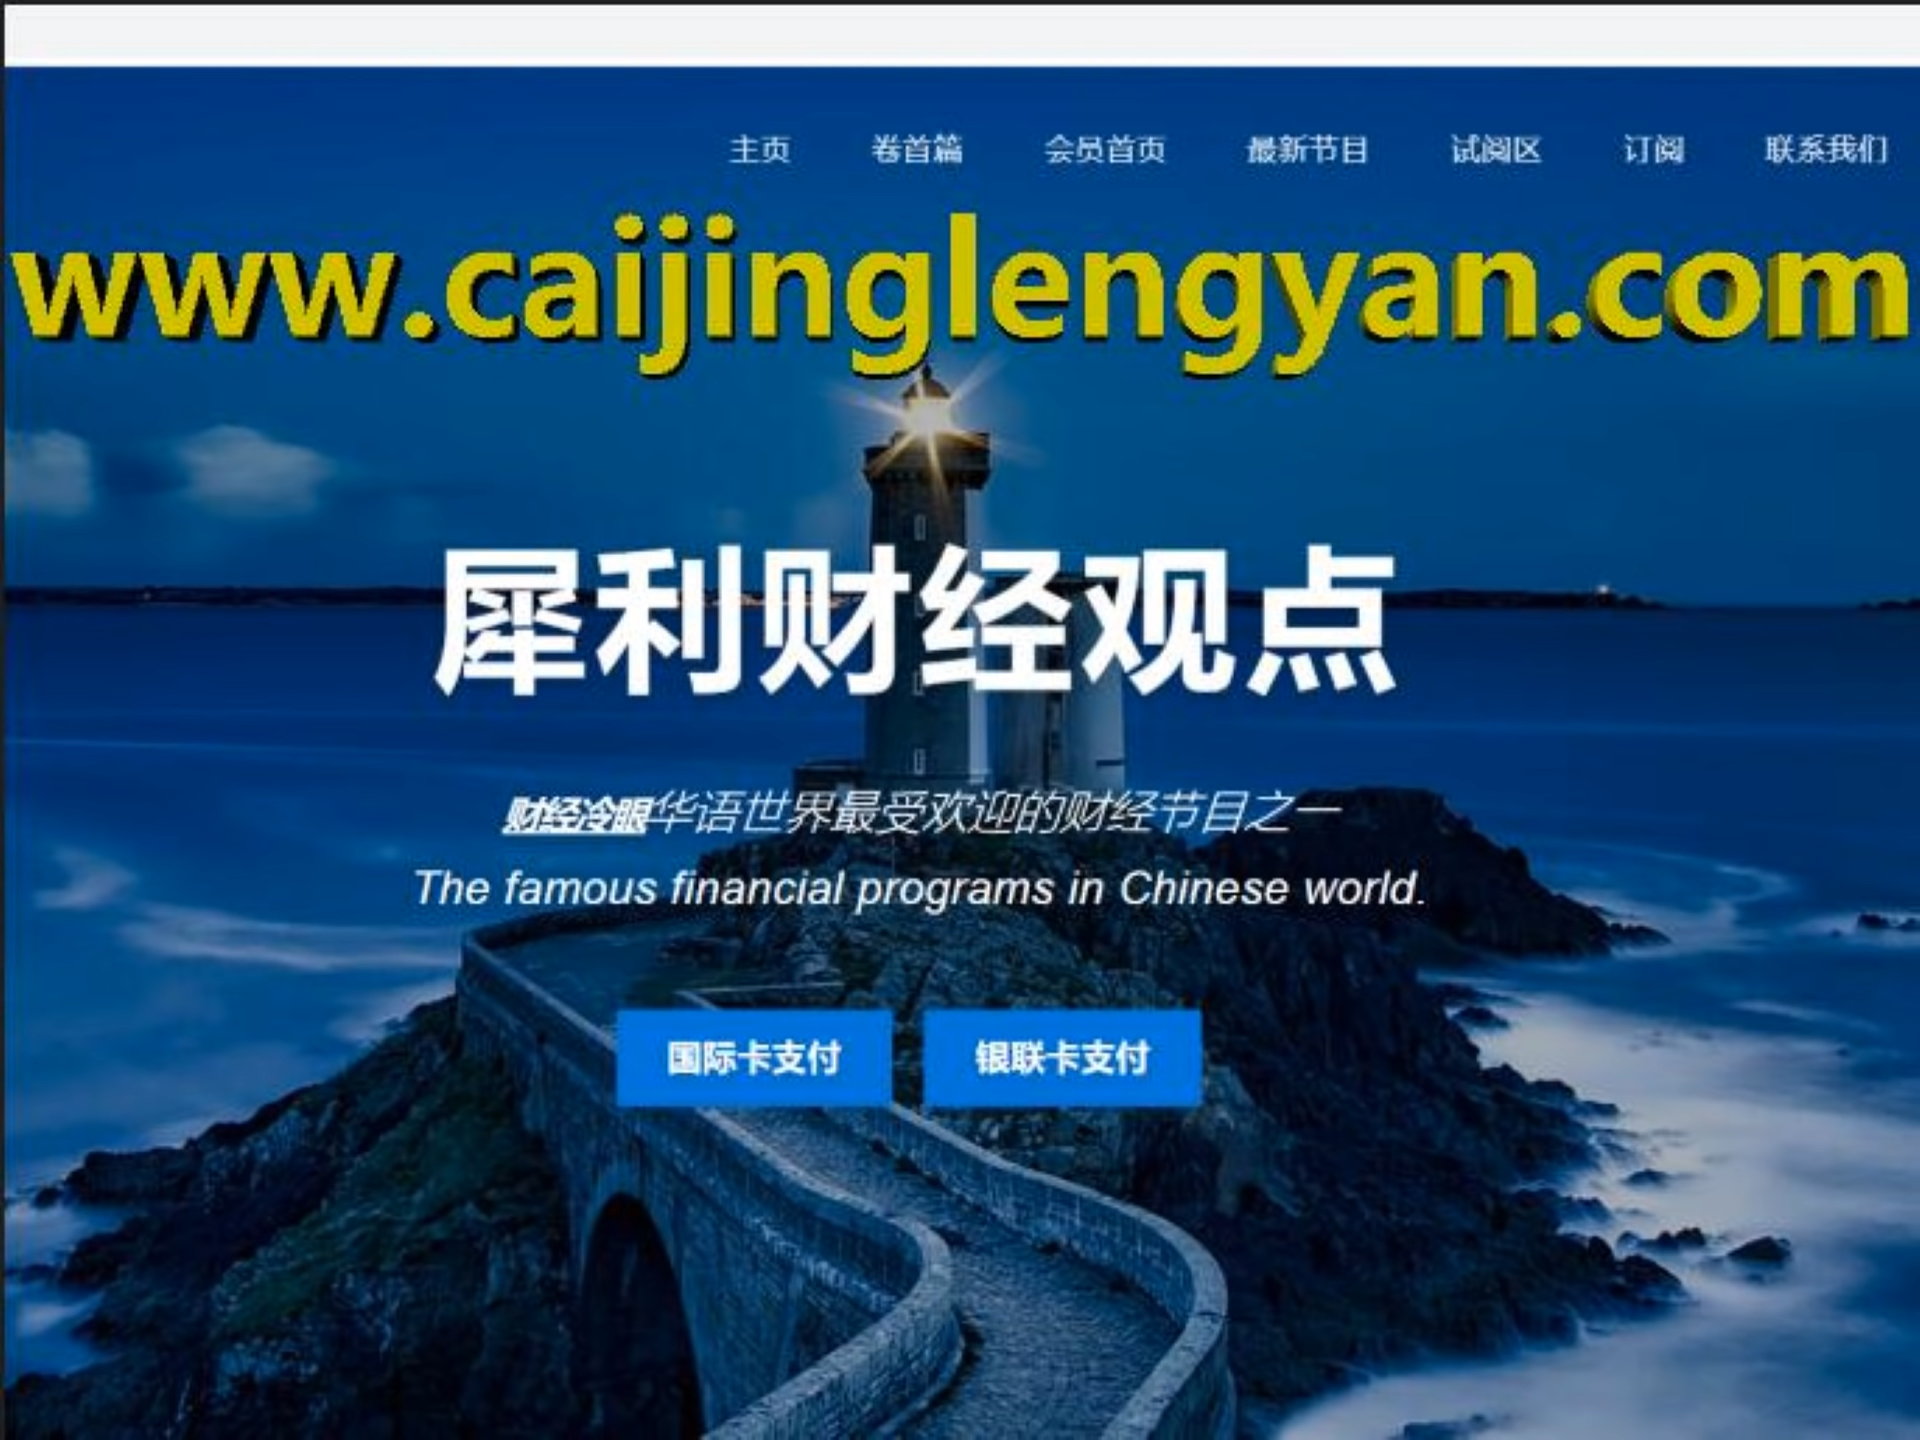 主页 卷首篇 会员首页 最新节目 试阅区 订阅 联系我们
www.caijinglengyan.com
犀利财经观点
财经冷眼华语世界最受欢迎的财经节目之一
The famous financial programs in Chinese world.
国际卡支付 银联卡支付